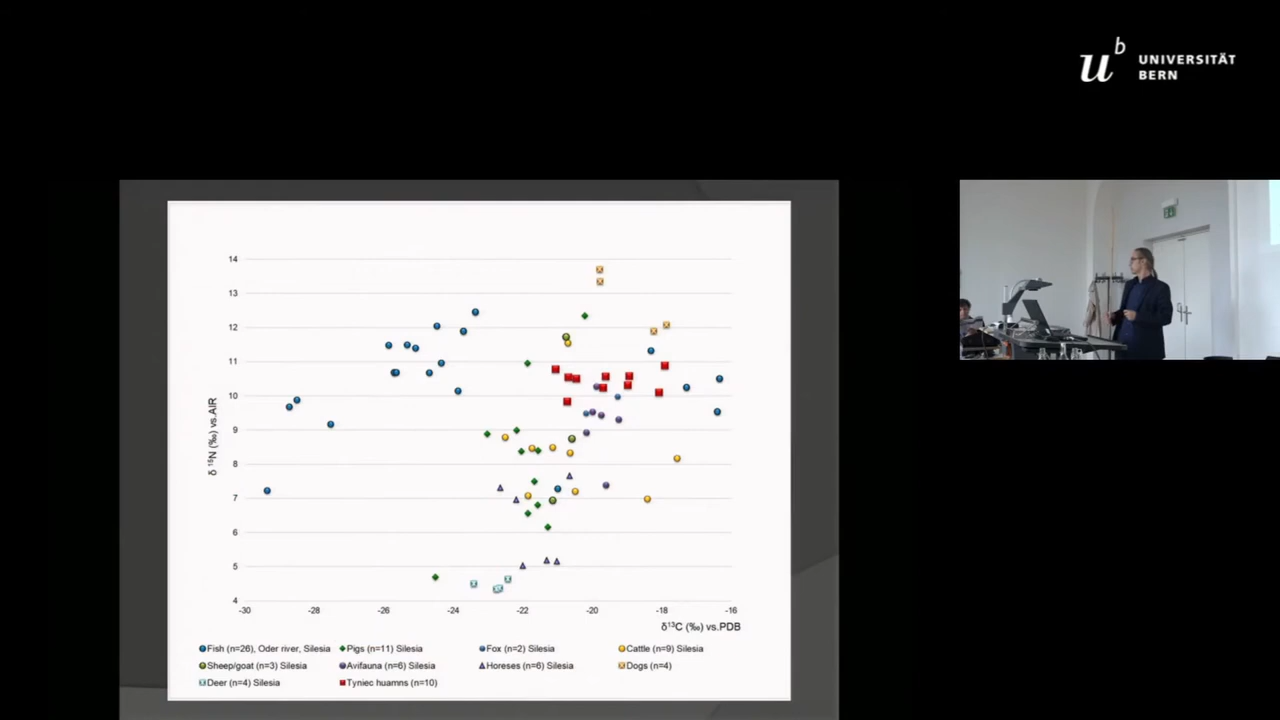 u^b
UNIVERSITÄT
BERN
14
13
12
11
10
9
8
7
6
5
4
δ ¹⁵N (‰) vs.AIR
-30 -28 -26 -24 -22 -20 -18 -16
δ¹³C (‰) vs.PDB
Fish (n=26), Oder river, Silesia Pigs (n=11) Silesia Fox (n=2) Silesia Cattle (n=9) Silesia
Sheep/goat (n=3) Silesia Avifauna (n=6) Silesia Horeses (n=6) Silesia Dogs (n=4)
Deer (n=4) Silesia Tyniec huamns (n=10)